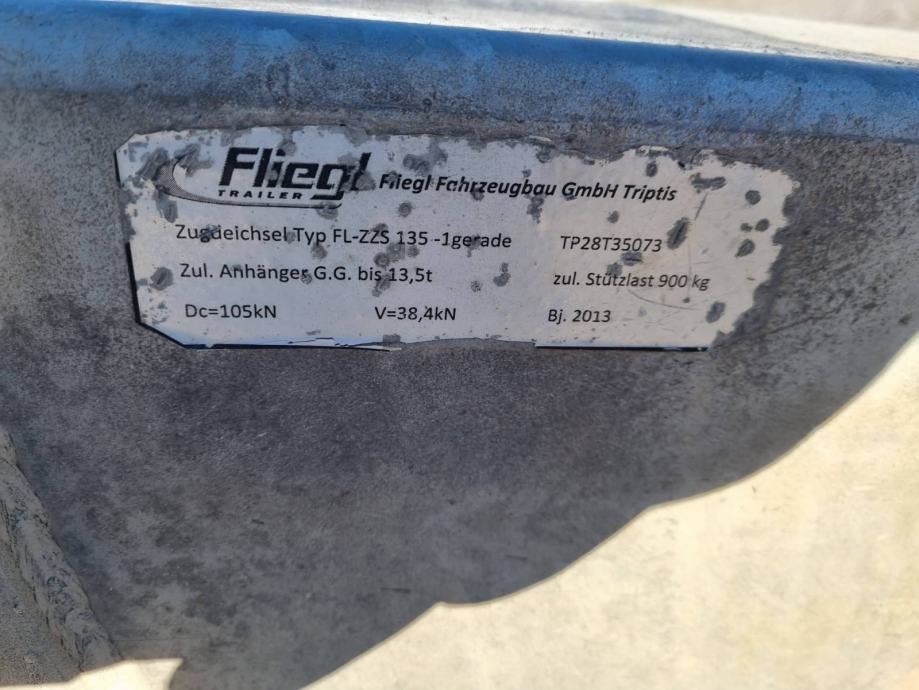 Fliegl Fliegl Fahrzeugbau GmbH Triptis
TRAILER
Zugdeichsel Typ FL-ZZS 135 -1gerade TP28T35073
Zul. Anhänger G.G. bis 13,5t zul. Stützlast 900 kg
Dc=105kN V=38,4kN Bj. 2013